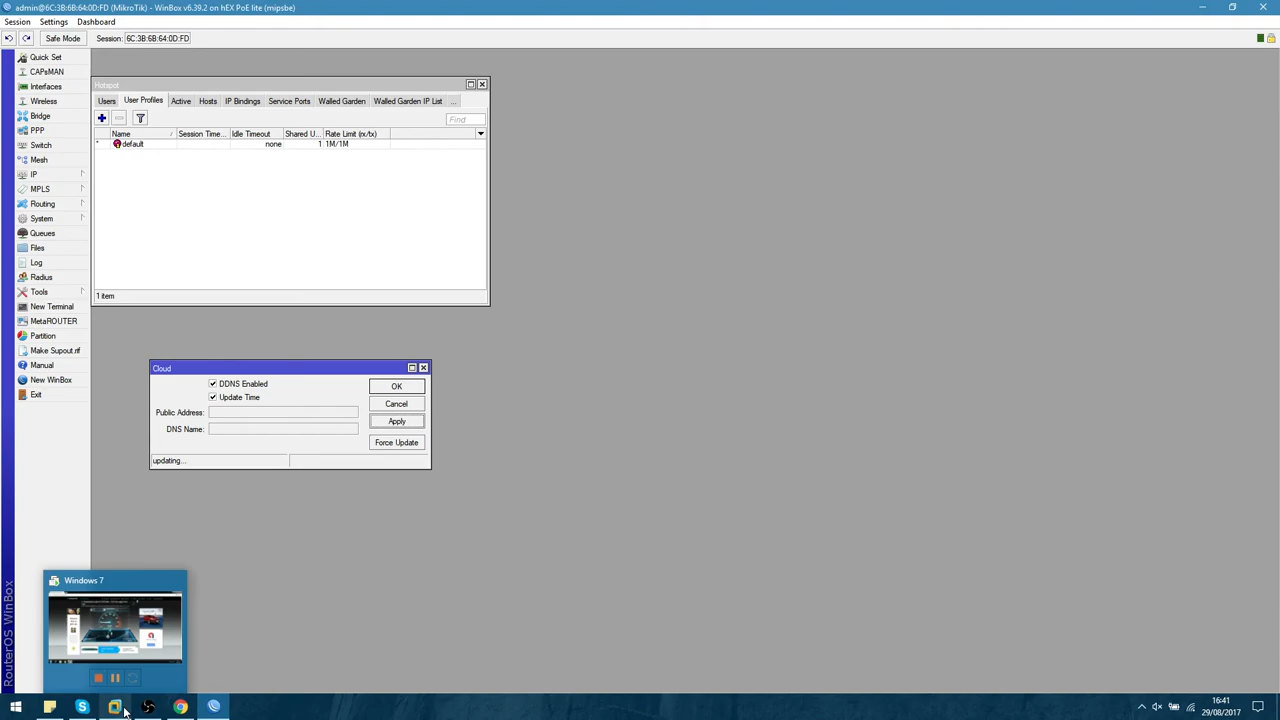 admin@6C:3B:6B:64:0D:FD (MikroTik) - WinBox v6.39.2 on hEX PoE lite (mipsbe)
Session Settings Dashboard
Safe Mode Session: 6C:3B:6B:64:0D:FD
Quick Set
CAPsMAN
Interfaces
Wireless
Bridge
PPP
Switch
Mesh
IP
MPLS
Routing
System
Queues
Files
Log
Radius
Tools
New Terminal
MetaROUTER
Partition
Make Supout.rif
Manual
New WinBox
Exit
RouterOS WinBox
Hotspot
Users User Profiles Active Hosts IP Bindings Service Ports Walled Garden Walled Garden IP List ...
Find
Name Session Time... Idle Timeout Shared U... Rate Limit (rx/tx)
* default none 1 1M/1M
1 item
Cloud
DDNS Enabled
Update Time
Public Address:
DNS Name:
OK
Cancel
Apply
Force Update
updating...
Windows 7
16:41
29/08/2017